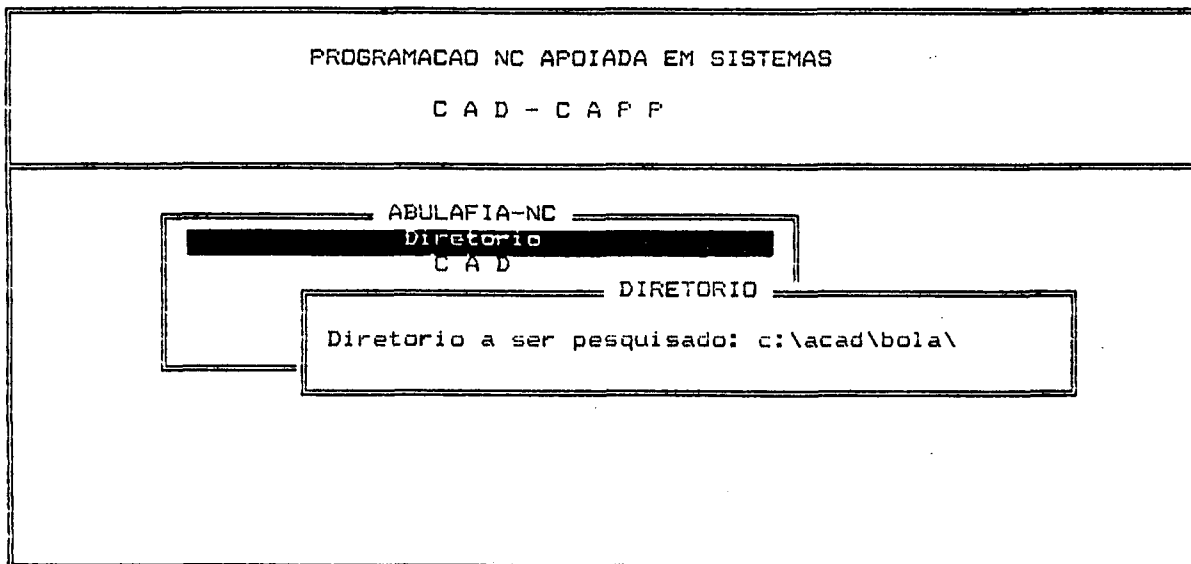 PROGRAMACAO NC APOIADA EM SISTEMAS
C A D - C A P P
ABULAFIA-NC
Diretorio
C A D
DIRETORIO
Diretorio a ser pesquisado: c:\acad\bola\